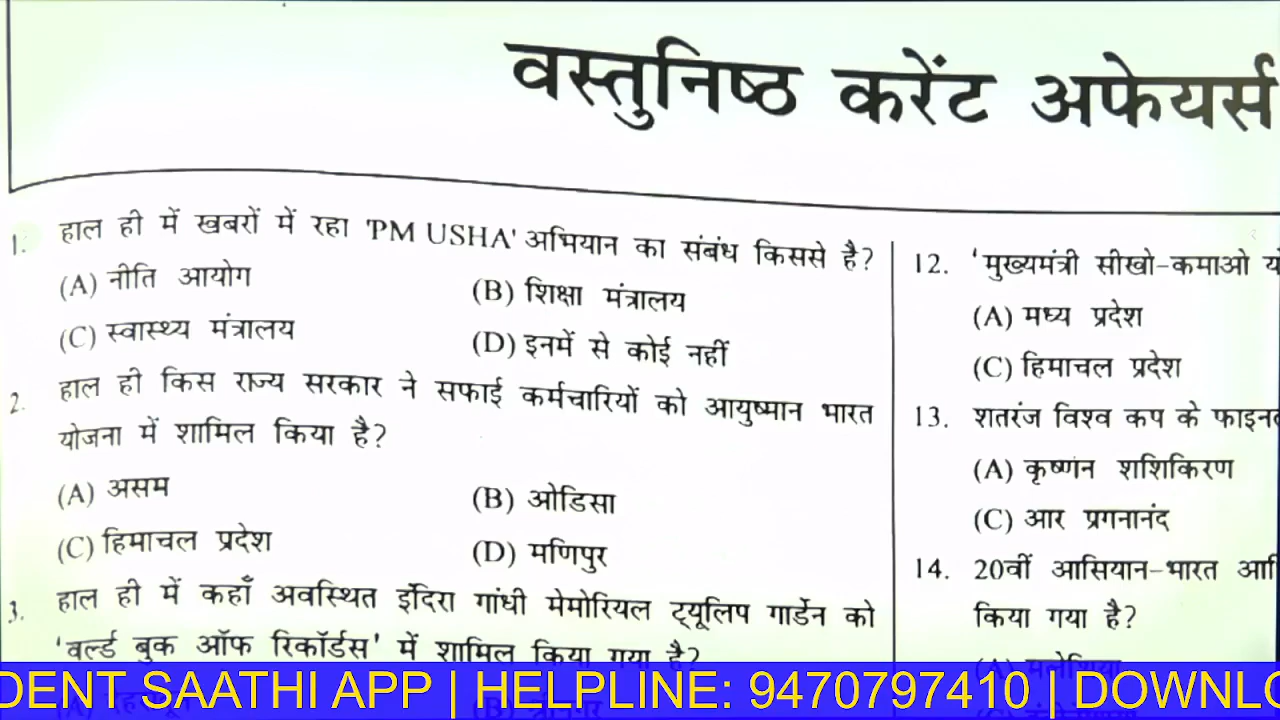 वस्तुनिष्ठ करेंट अफेयर्स
1. हाल ही में खबरों में रहा 'PM USHA' अभियान का संबंध किससे है?
(A) नीति आयोग (B) शिक्षा मंत्रालय
(C) स्वास्थ्य मंत्रालय (D) इनमें से कोई नहीं
2. हाल ही किस राज्य सरकार ने सफाई कर्मचारियों को आयुष्मान भारत
योजना में शामिल किया है?
(A) असम (B) ओडिसा
(C) हिमाचल प्रदेश (D) मणिपुर
3. हाल ही में कहाँ अवस्थित इंदिरा गांधी मेमोरियल ट्यूलिप गार्डेन को
'वर्ल्ड बुक ऑफ रिकॉर्डस' में शामिल किया गया है?
(B) श्रीनगर
12. 'मुख्यमंत्री सीखो-कमाओ
(A) मध्य प्रदेश
(C) हिमाचल प्रदेश
13. शतरंज विश्व कप के
(A) कृष्णंन शशिकिरण
(C) आर प्रगनानंद
14. 20वीं आसियान-भारत
किया गया है?
(A) मलेशिया
DENT SAATHI APP | HELPLINE: 9470797410 | DOWNLO